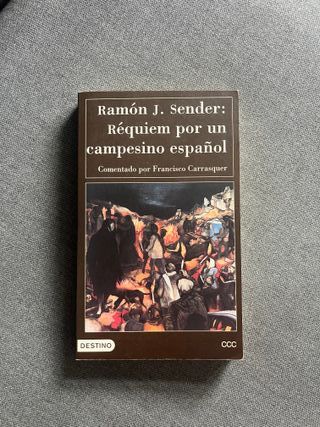 Ramón J. Sender:
Réquiem por un
campesino español
Comentado por Francisco Carrasquer
DESTINO
CCC